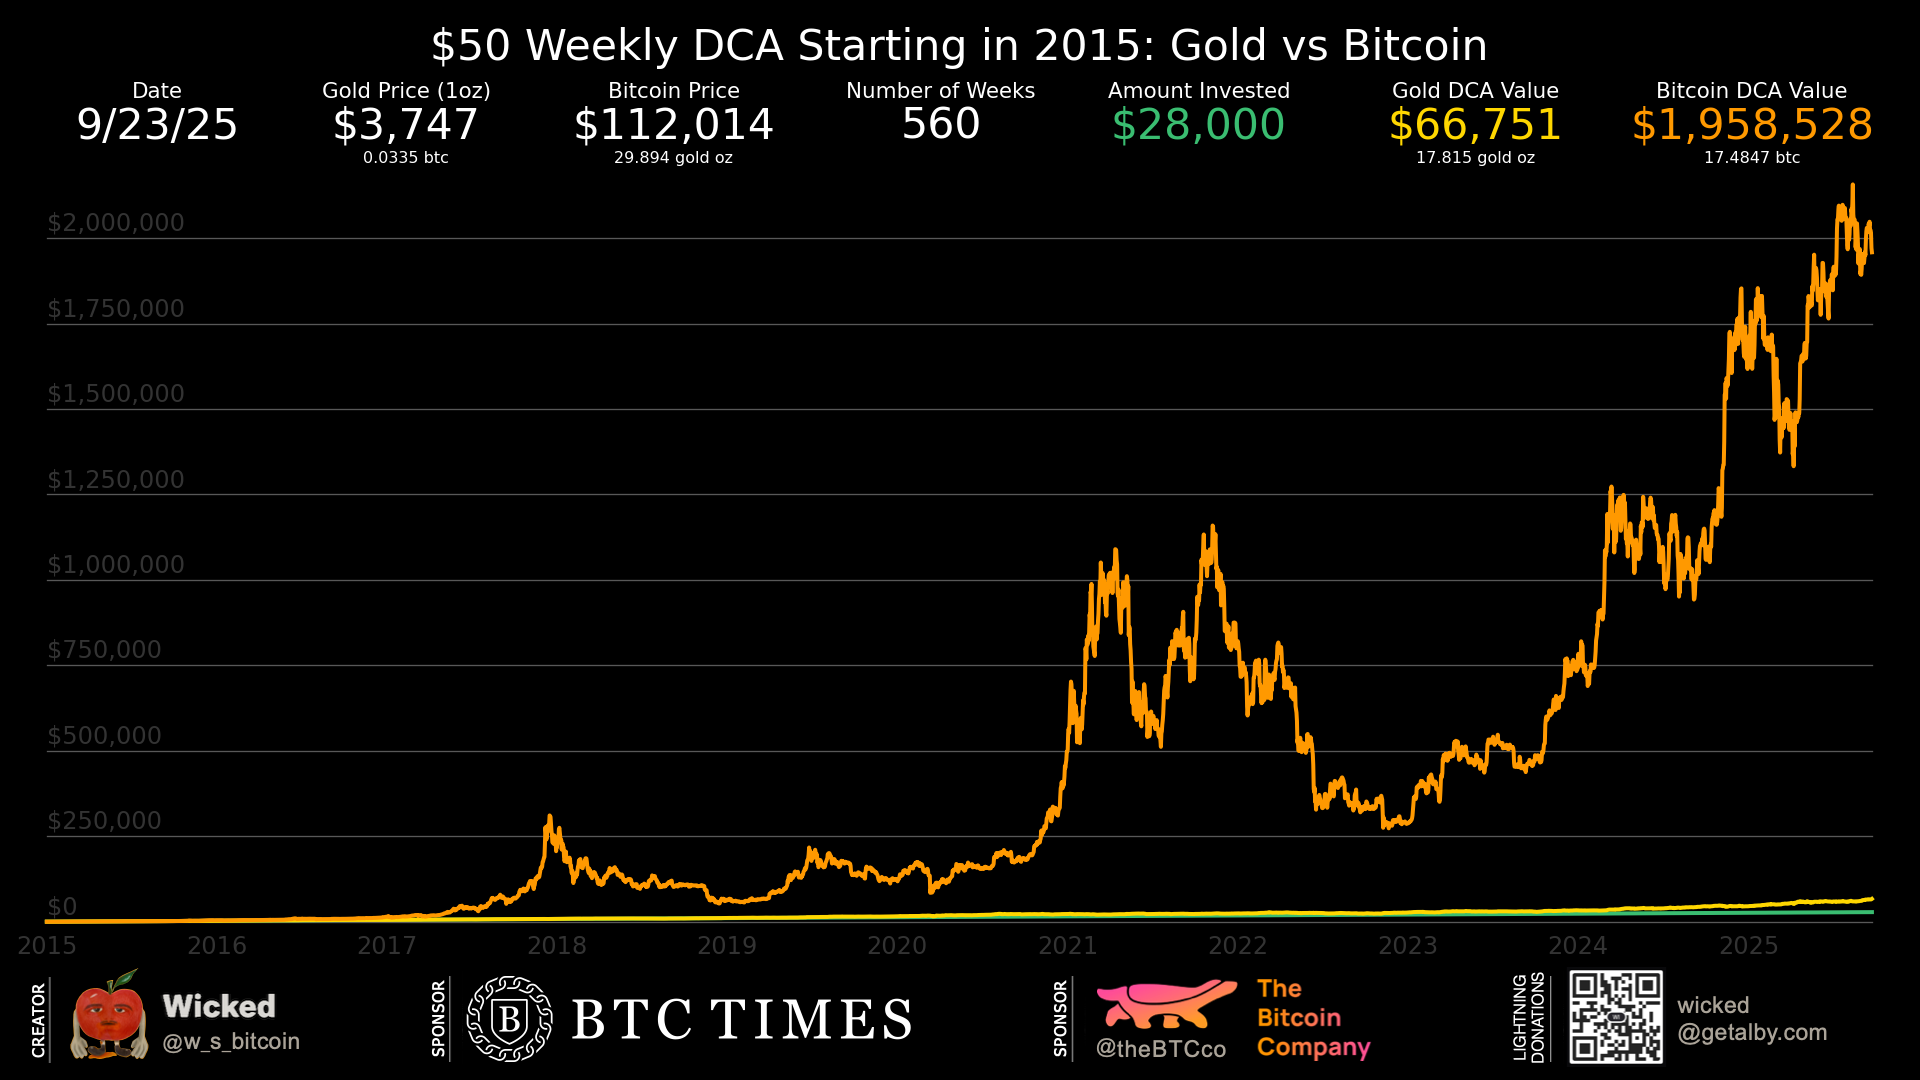 $50 Weekly DCA Starting in 2015: Gold vs Bitcoin
Date
9/23/25
Gold Price (1oz)
$3,747
0.0335 btc
Bitcoin Price
$112,014
29.894 gold oz
Number of Weeks
560
Amount Invested
$28,000
Gold DCA Value
$66,751
17.815 gold oz
Bitcoin DCA Value
$1,958,528
17.4847 btc
$2,000,000
$1,750,000
$1,500,000
$1,250,000
$1,000,000
$750,000
$500,000
$250,000
$0
2015 2016 2017 2018 2019 2020 2021 2022 2023 2024 2025
CREATOR
Wicked
@w_s_bitcoin
SPONSOR
B
BTC TIMES
SPONSOR
@theBTCco
The
Bitcoin
Company
LIGHTNING
DONATIONS
wicked
@getalby.com